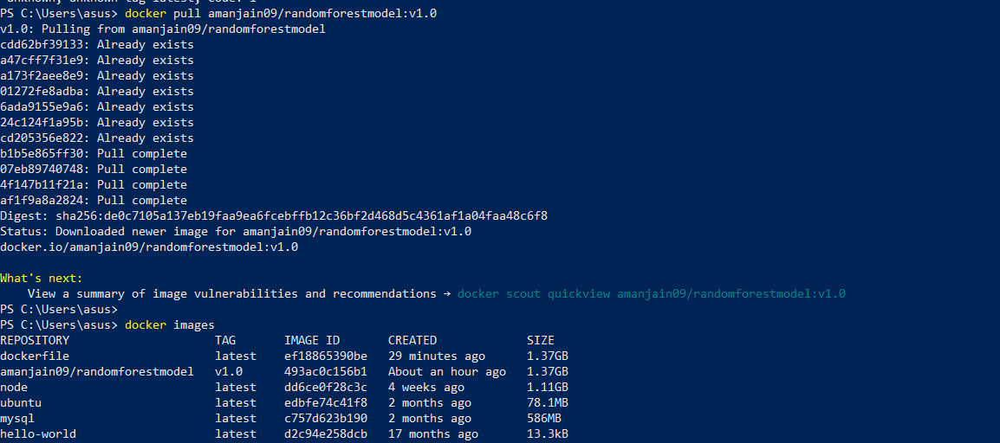 unknown, unknown tag latest, code: 1
PS C:\Users\asus> docker pull amanjain09/randomforestmodel:v1.0
v1.0: Pulling from amanjain09/randomforestmodel
cdd62bf39133: Already exists
a47cff7f31e9: Already exists
a173f2aee8e9: Already exists
01272fe8adba: Already exists
6ada9155e9a6: Already exists
24c124f1a95b: Already exists
cd205356e822: Already exists
b1b5e865ff30: Pull complete
07eb89740748: Pull complete
4f147b11f21a: Pull complete
af1f9a8a2824: Pull complete
Digest: sha256:de0c7105a137eb19faa9ea6fcebffb12c36bf2d468d5c4361af1a04faa48c6f8
Status: Downloaded newer image for amanjain09/randomforestmodel:v1.0
docker.io/amanjain09/randomforestmodel:v1.0
What's next:
View a summary of image vulnerabilities and recommendations → docker scout quickview amanjain09/randomforestmodel:v1.0
PS C:\Users\asus>
PS C:\Users\asus> docker images
REPOSITORY TAG IMAGE ID CREATED SIZE
dockerfile latest ef18865390be 29 minutes ago 1.37GB
amanjain09/randomforestmodel v1.0 493ac0c156b1 About an hour ago 1.37GB
node latest dd6ce0f28c3c 4 weeks ago 1.11GB
ubuntu latest edbfe74c41f8 2 months ago 78.1MB
mysql latest c757d623b190 2 months ago 586MB
hello-world latest d2c94e258dcb 17 months ago 13.3kB